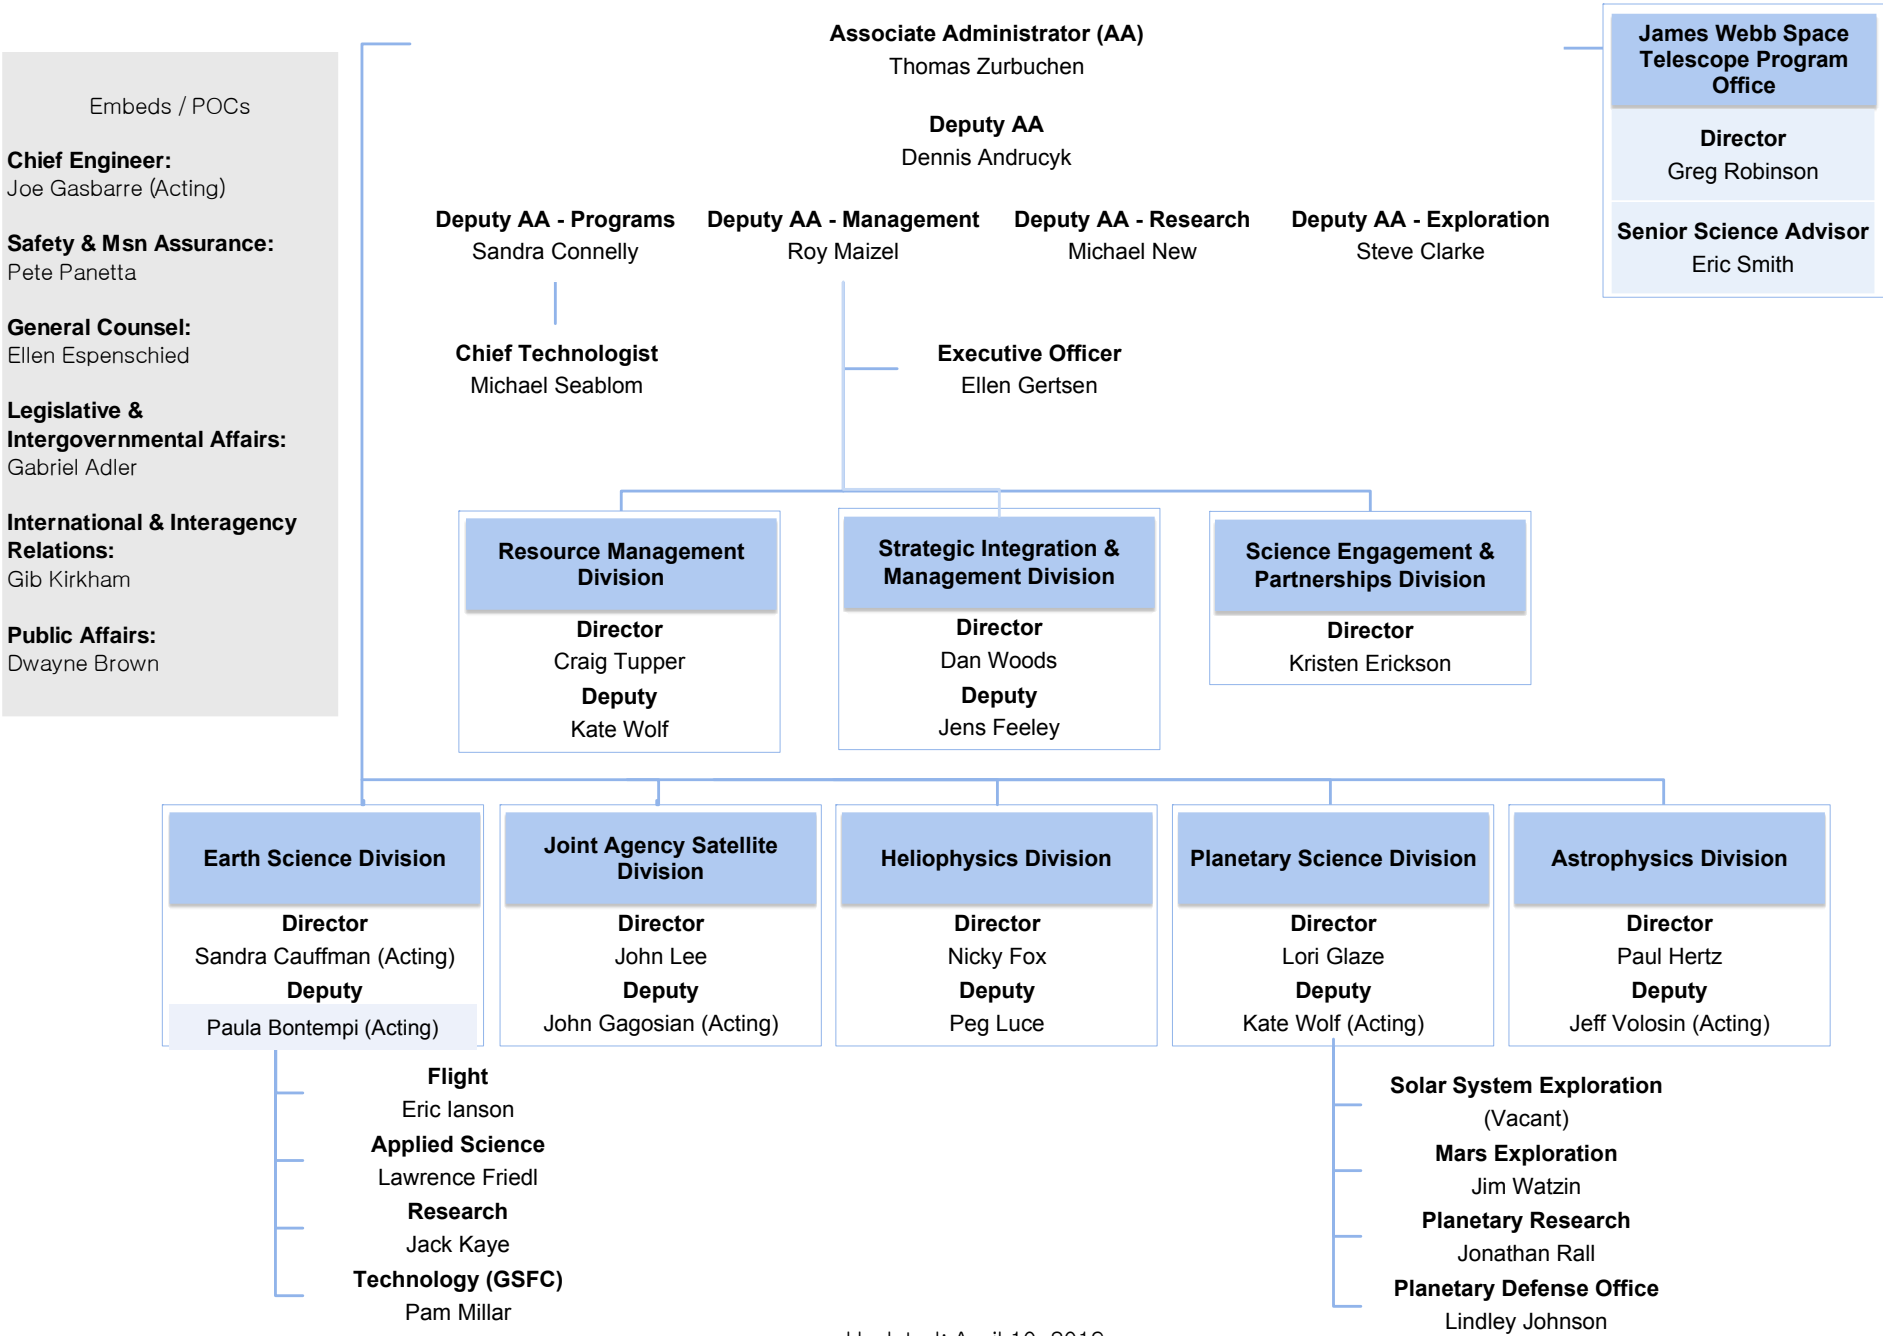 Associate Administrator (AA)
Thomas Zurbuchen
Deputy AA
Dennis Andrucyk
Deputy AA - Programs
Sandra Connelly
Deputy AA - Management
Roy Maizel
Deputy AA - Research
Michael New
Deputy AA - Exploration
Steve Clarke
Chief Technologist
Michael Seablom
Executive Officer
Ellen Gertsen
James Webb Space
Telescope Program
Office
Director
Greg Robinson
Senior Science Advisor
Eric Smith
Embeds / POCs
Chief Engineer:
Joe Gasbarre (Acting)
Safety & Msn Assurance:
Pete Panetta
General Counsel:
Ellen Espenschied
Legislative &
Intergovernmental Affairs:
Gabriel Adler
International & Interagency
Relations:
Gib Kirkham
Public Affairs:
Dwayne Brown
Resource Management
Division
Director
Craig Tupper
Deputy
Kate Wolf
Strategic Integration &
Management Division
Director
Dan Woods
Deputy
Jens Feeley
Science Engagement &
Partnerships Division
Director
Kristen Erickson
Earth Science Division
Director
Sandra Cauffman (Acting)
Deputy
Paula Bontempi (Acting)
Flight
Eric Ianson
Applied Science
Lawrence Friedl
Research
Jack Kaye
Technology (GSFC)
Pam Millar
Joint Agency Satellite
Division
Director
John Lee
Deputy
John Gagosian (Acting)
Heliophysics Division
Director
Nicky Fox
Deputy
Peg Luce
Planetary Science Division
Director
Lori Glaze
Deputy
Kate Wolf (Acting)
Solar System Exploration
(Vacant)
Mars Exploration
Jim Watzin
Planetary Research
Jonathan Rall
Planetary Defense Office
Lindley Johnson
Astrophysics Division
Director
Paul Hertz
Deputy
Jeff Volosin (Acting)
April 10, 2019